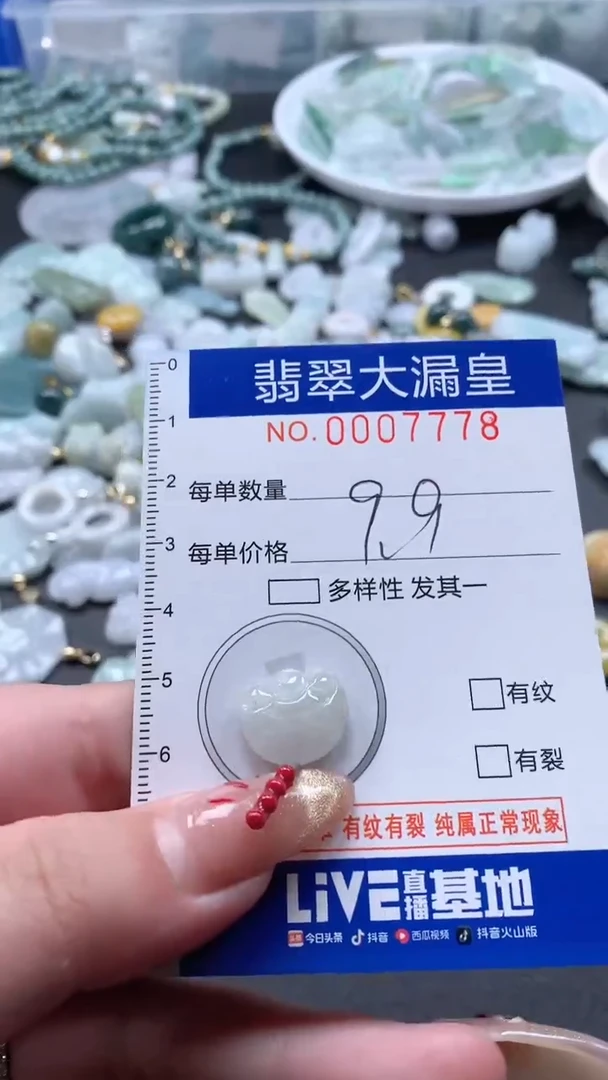 翡翠大漏皇
NO.0007778
每单数量
99
每单价格
多样性 发其一
有纹
有裂
有纹有裂 纯属正常现象
LiVE直播基地
头条 今日头条 抖音 西瓜视频 抖音火山版
0
1
2
3
4
5
6